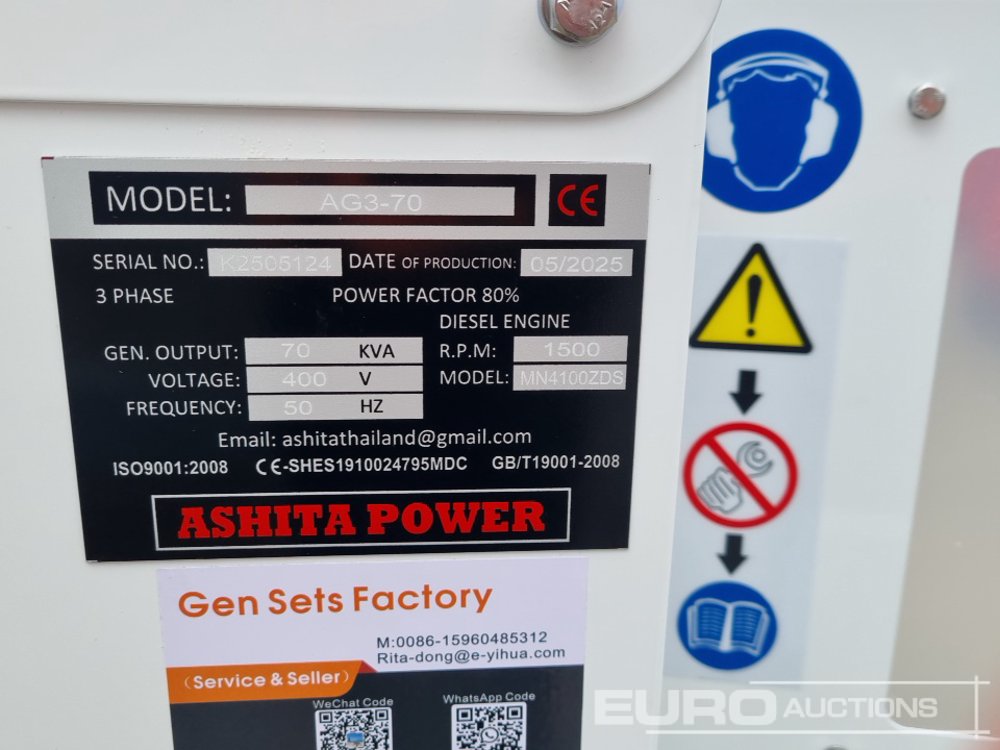 MODEL: AG3-70 CE
SERIAL NO.: K2505124 DATE OF PRODUCTION: 05/2025
3 PHASE POWER FACTOR 80%
DIESEL ENGINE
GEN. OUTPUT: 70 KVA R.P.M: 1500
VOLTAGE: 400 V MODEL: MN4100ZDS
FREQUENCY: 50 HZ
Email: ashitathailand@gmail.com
ISO9001:2008 CE-SHES1910024795MDC GB/T19001-2008
ASHITA POWER
Gen Sets Factory
M:0086-15960485312
Rita-dong@e-yihua.com
(Service & Seller)
WeChat Code WhatsApp Code
EURO AUCTIONS